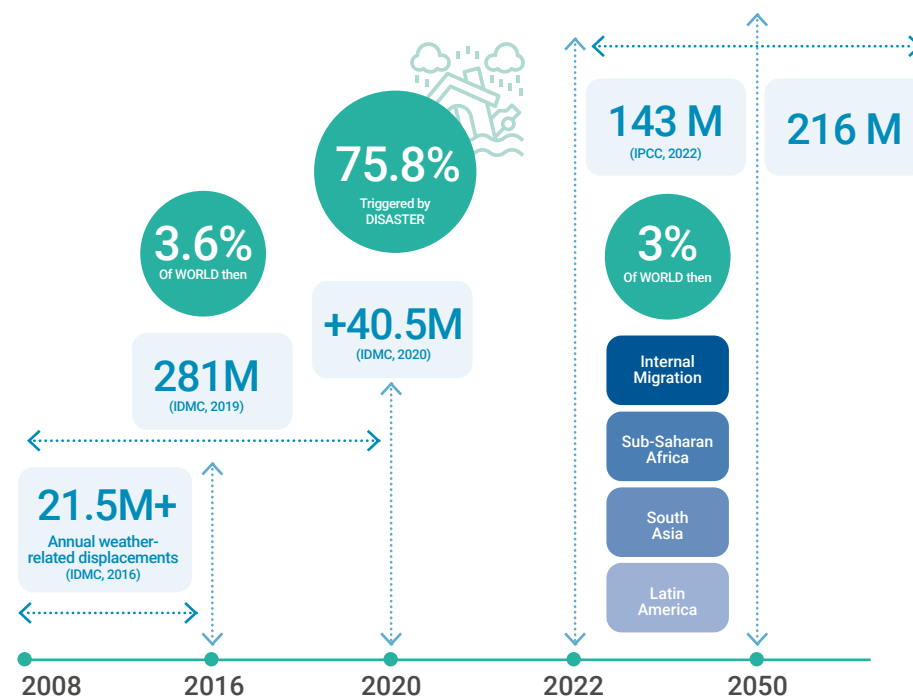 75.8%
Triggered by
DISASTER
143 M
(IPCC, 2022)
216 M
3.6%
Of WORLD then
3%
Of WORLD then
+40.5M
(IDMC, 2020)
281M
(IDMC, 2019)
Internal
Migration
Sub-Saharan
Africa
South
Asia
Latin
America
21.5M+
Annual weather-
related displacements
(IDMC, 2016)
2008
2016
2020
2022
2050